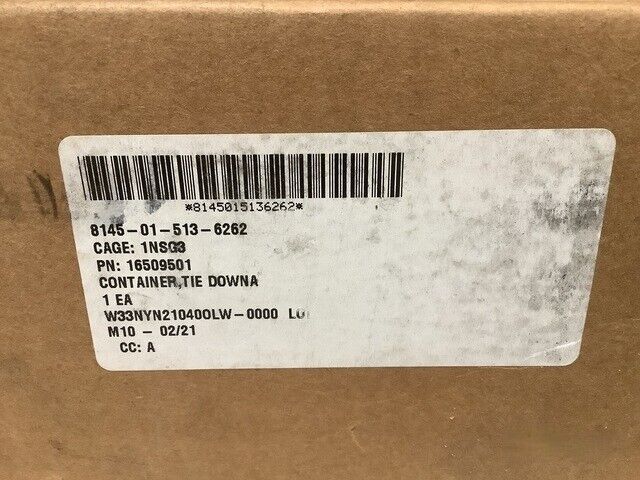 *8145015136262*
8145-01-513-6262
CAGE: 1NSG3
PN: 16509501
CONTAINER,TIE DOWNA
1 EA
W33NYN210400LW-0000
M10 - 02/21
CC: A